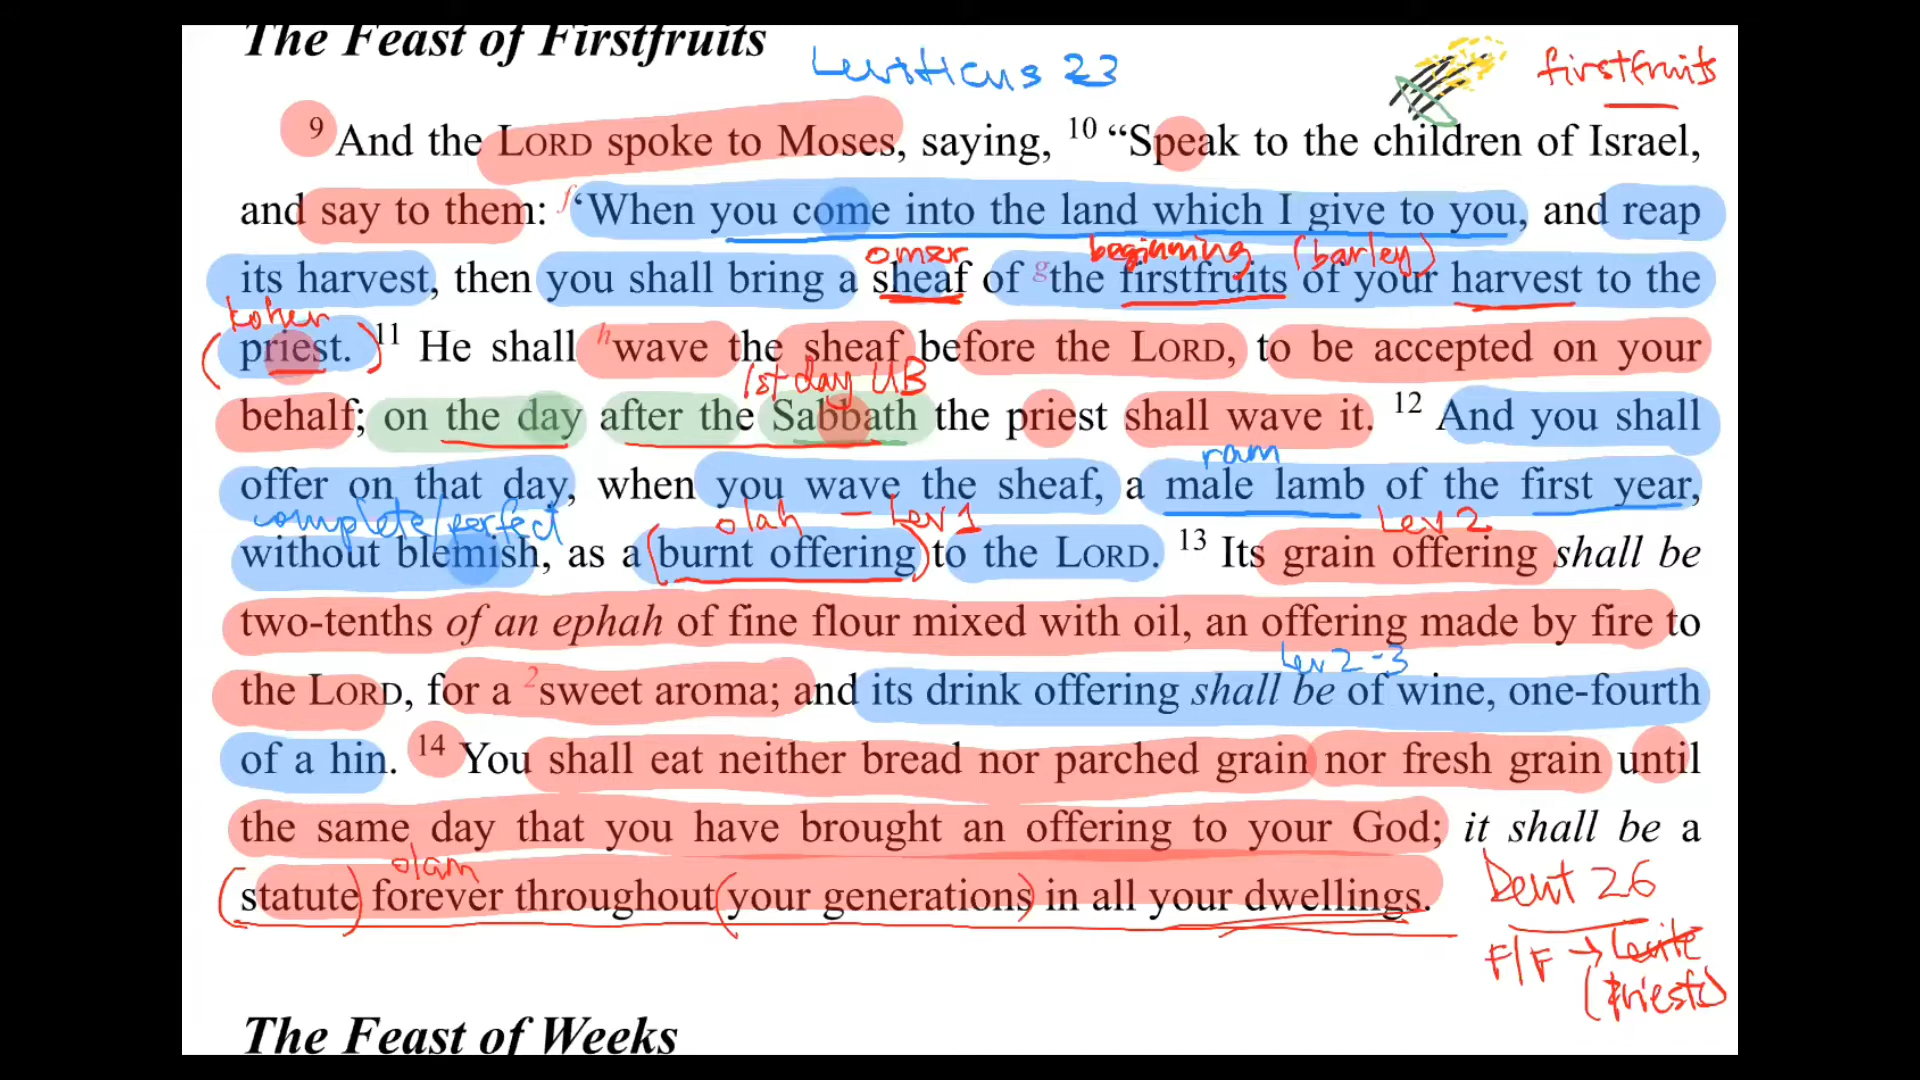 The Feast of Firstfruits
Leviticus 23
firstfruits
9 And the LORD spoke to Moses, saying, 10 “Speak to the children of Israel,
and say to them: f ‘When you come into the land which I give to you, and reap
omer beginning (barley)
its harvest, then you shall bring a sheaf of g the firstfruits of your harvest to the
kohen
(priest.) 11 He shall h wave the sheaf before the LORD, to be accepted on your
1st day UB
behalf; on the day after the Sabbath the priest shall wave it. 12 And you shall
ram
offer on that day, when you wave the sheaf, a male lamb of the first year,
complete/perfect olah – Lev 1 Lev 2
without blemish, as a (burnt offering) to the LORD. 13 Its grain offering shall be
two-tenths of an ephah of fine flour mixed with oil, an offering made by fire to
Lev 2-3
the LORD, for a 2 sweet aroma; and its drink offering shall be of wine, one-fourth
of a hin. 14 You shall eat neither bread nor parched grain nor fresh grain until
the same day that you have brought an offering to your God; it shall be a
olam
(statute) forever throughout (your generations) in all your dwellings.
Deut 26
F/F → Levite
(Priests)
The Feast of Weeks